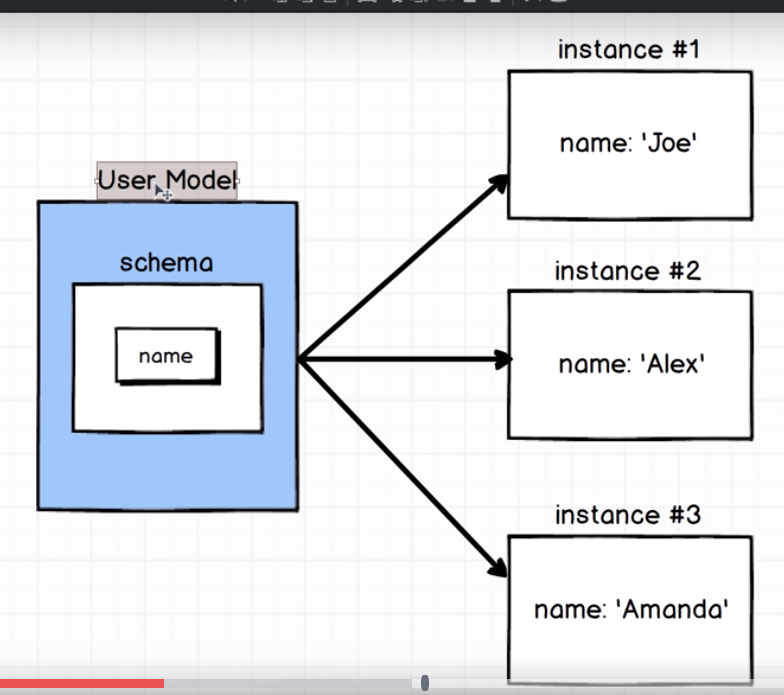 User Model
schema
name
instance #1
name: 'Joe'
instance #2
name: 'Alex'
instance #3
name: 'Amanda'